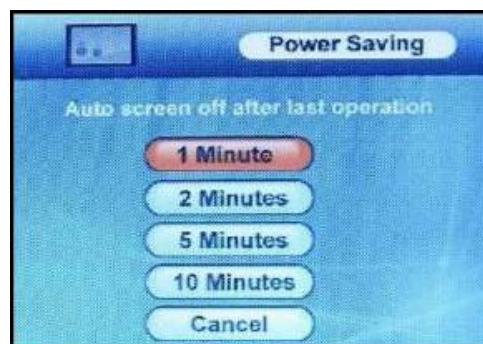 Power Saving
Auto screen off after last operation
1 Minute
2 Minutes
5 Minutes
10 Minutes
Cancel